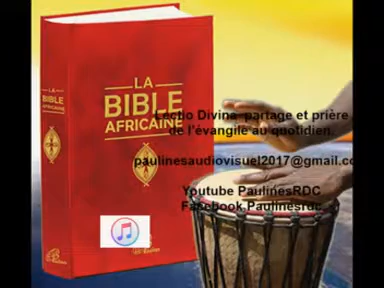 LA
BIBLE
AFRICAINE
LA
BIBLE
AFRICAINE
Lectio Divina partage et prière
de l'évangile au quotidien.
paulinesaudiovisuel2017@gmail.co
Youtube PaulinesRDC
Facebook Paulinesrdc